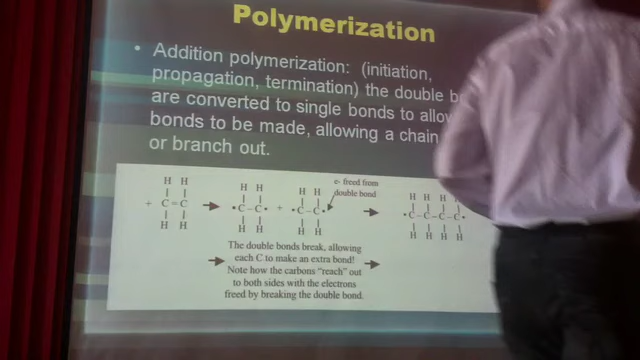 Polymerization
• Addition polymerization: (initiation,
propagation, termination) the double
are converted to single bonds to
bonds to be made, allowing a chain
or branch out.
e- freed from
double bond
H H
H H
H H
H H H
+ C=C
•C-C•
+ •C-C•
•C-C-C-C•
H H
H H
H H
H H H H
The double bonds break, allowing
each C to make an extra bond!
Note how the carbons "reach" out
to both sides with the electrons
freed by breaking the double bond.